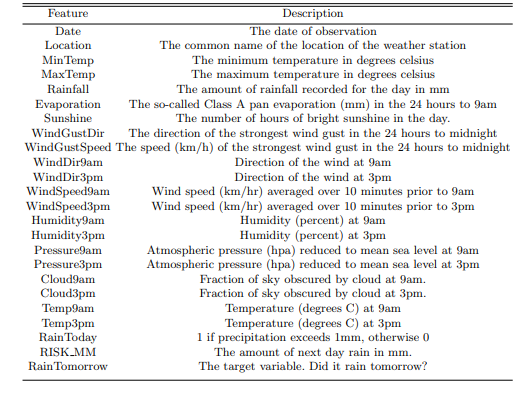 Feature Description
Date The date of observation
Location The common name of the location of the weather station
MinTemp The minimum temperature in degrees celsius
MaxTemp The maximum temperature in degrees celsius
Rainfall The amount of rainfall recorded for the day in mm
Evaporation The so-called Class A pan evaporation (mm) in the 24 hours to 9am
Sunshine The number of hours of bright sunshine in the day.
WindGustDir The direction of the strongest wind gust in the 24 hours to midnight
WindGustSpeed The speed (km/h) of the strongest wind gust in the 24 hours to midnight
WindDir9am Direction of the wind at 9am
WindDir3pm Direction of the wind at 3pm
WindSpeed9am Wind speed (km/hr) averaged over 10 minutes prior to 9am
WindSpeed3pm Wind speed (km/hr) averaged over 10 minutes prior to 3pm
Humidity9am Humidity (percent) at 9am
Humidity3pm Humidity (percent) at 3pm
Pressure9am Atmospheric pressure (hpa) reduced to mean sea level at 9am
Pressure3pm Atmospheric pressure (hpa) reduced to mean sea level at 3pm
Cloud9am Fraction of sky obscured by cloud at 9am.
Cloud3pm Fraction of sky obscured by cloud at 3pm.
Temp9am Temperature (degrees C) at 9am
Temp3pm Temperature (degrees C) at 3pm
RainToday 1 if precipitation exceeds 1mm, otherwise 0
RISK_MM The amount of next day rain in mm.
RainTomorrow The target variable. Did it rain tomorrow?